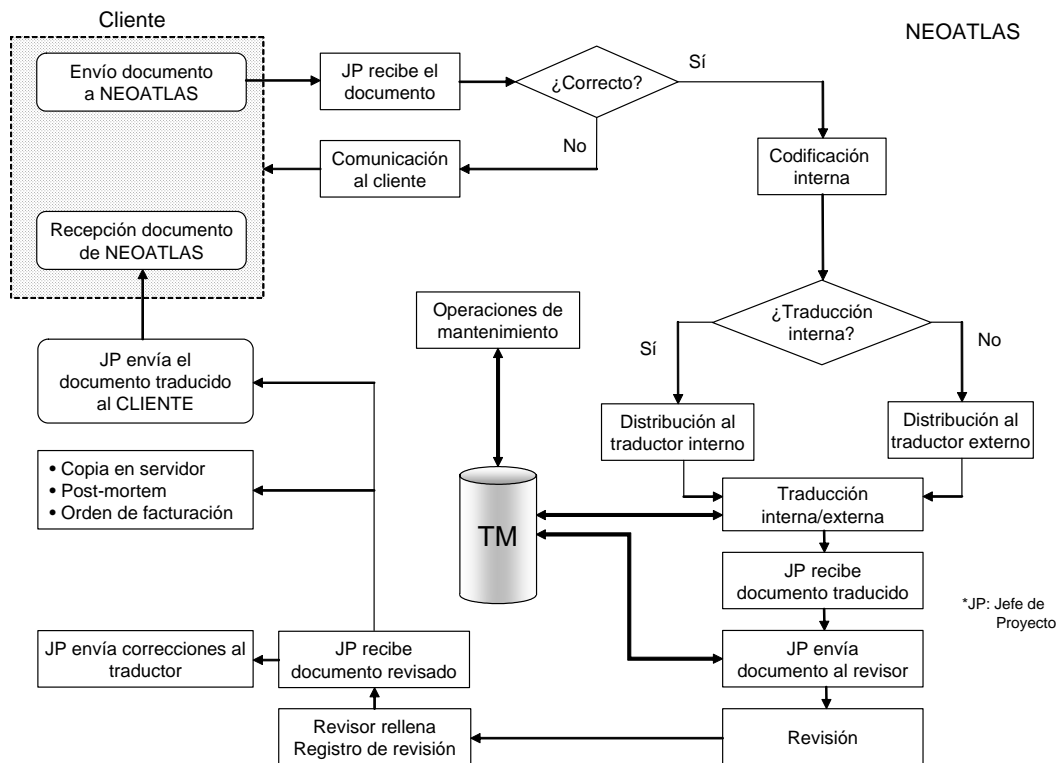 Cliente
NEOATLAS
Envío documento
a NEOATLAS
JP recibe el
documento
¿Correcto?
Sí
No
Comunicación
al cliente
Codificación
interna
Recepción documento
de NEOATLAS
Operaciones de
mantenimiento
¿Traducción
interna?
Sí
No
JP envía el
documento traducido
al CLIENTE
Distribución al
traductor interno
Distribución al
traductor externo
• Copia en servidor
• Post-mortem
• Orden de facturación
TM
Traducción
interna/externa
JP recibe
documento traducido
*JP: Jefe de
Proyecto
JP envía correcciones al
traductor
JP recibe
documento revisado
JP envía
documento al revisor
Revisor rellena
Registro de revisión
Revisión